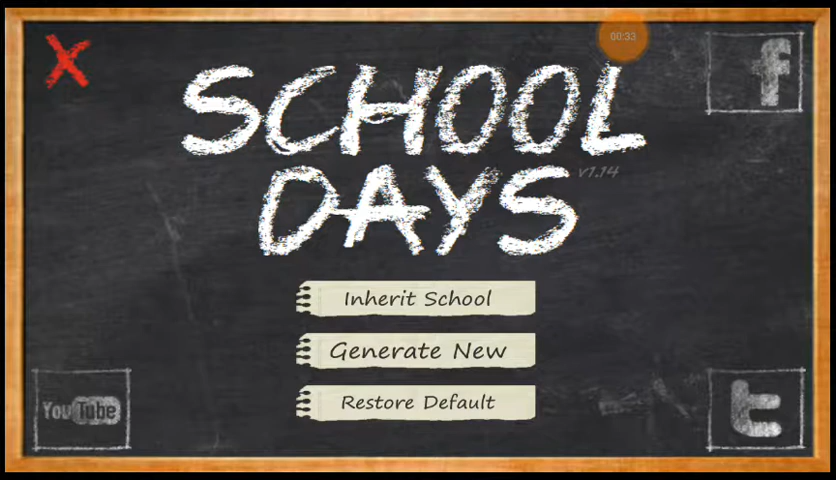 00:33
SCHOOL
DAYS
v1.14
Inherit School
Generate New
Restore Default
YouTube
f
t